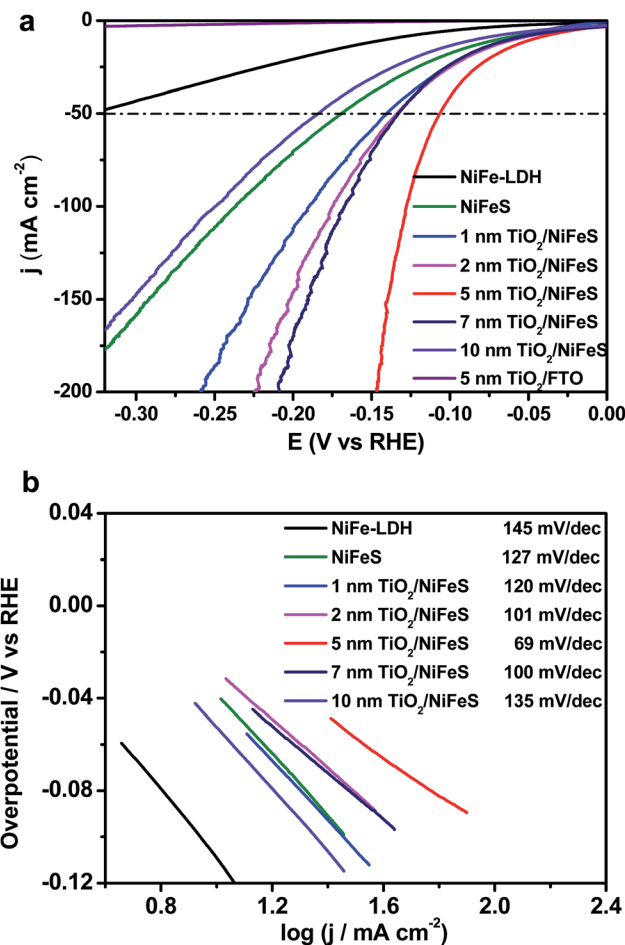 a
0
-50
-100
-150
-200
j (mA cm-2)
NiFe-LDH
NiFeS
1 nm TiO2/NiFeS
2 nm TiO2/NiFeS
5 nm TiO2/NiFeS
7 nm TiO2/NiFeS
10 nm TiO2/NiFeS
5 nm TiO2/FTO
-0.30 -0.25 -0.20 -0.15 -0.10 -0.05 0.00
E (V vs RHE)
b
0.04
0.00
-0.04
-0.08
-0.12
Overpotential / V vs RHE
NiFe-LDH 145 mV/dec
NiFeS 127 mV/dec
1 nm TiO2/NiFeS 120 mV/dec
2 nm TiO2/NiFeS 101 mV/dec
5 nm TiO2/NiFeS 69 mV/dec
7 nm TiO2/NiFeS 100 mV/dec
10 nm TiO2/NiFeS 135 mV/dec
0.8 1.2 1.6 2.0 2.4
log (j / mA cm-2)